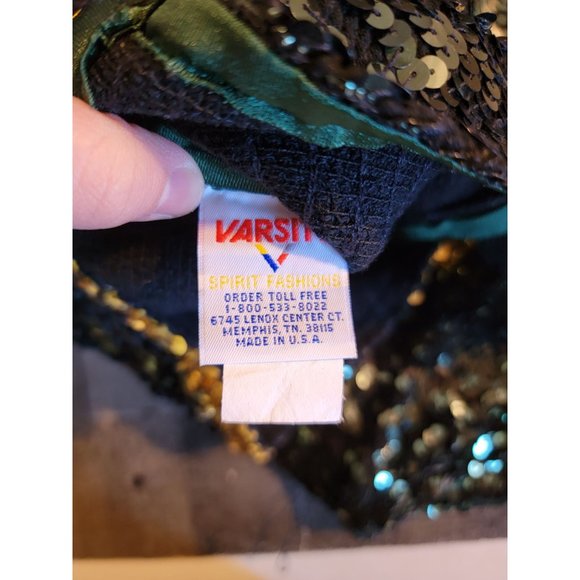 VARSIT
SPIRIT FASHIONS
ORDER TOLL FREE
1-800-533-8022
6745 LENOX CENTER CT.
MEMPHIS, TN. 38115
MADE IN U.S.A.